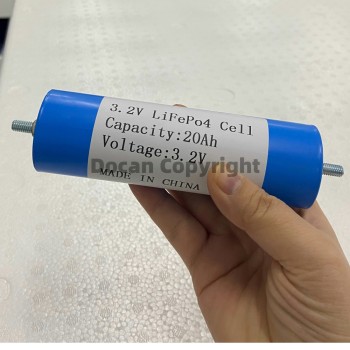 3.2V LiFePo4 Cell
Capacity:20Ah
Docan Copyright
Voltage:3.2V
MADE IN CHINA